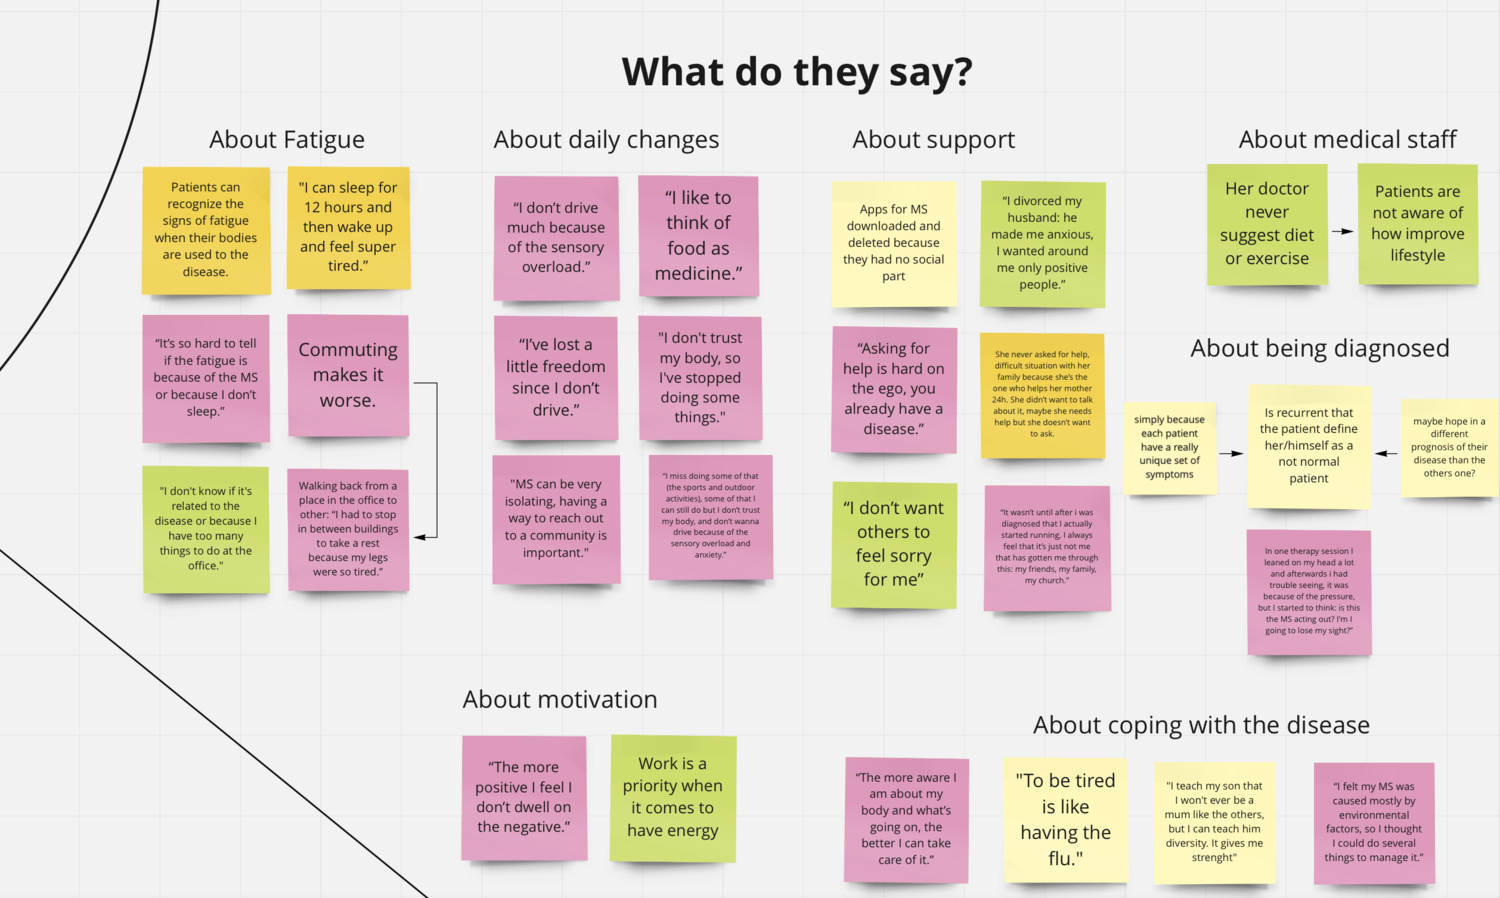 What do they say?
About Fatigue
Patients can
recognize the
signs of fatigue
when their bodies
are used to the
disease.
"I can sleep for
12 hours and
then wake up
and feel super
tired.”
“It’s so hard to tell
if the fatigue is
because of the MS
or because I don’t
sleep.”
Commuting
makes it
worse.
"I don't know if it's
related to the
disease or because I
have too many
things to do at the
office."
Walking back from a
place in the office to
other: “I had to stop
in between buildings
to take a rest
because my legs
were so tired.”
About daily changes
“I don’t drive
much because
of the sensory
overload.”
“I like to
think of
food as
medicine.”
“I’ve lost a
little freedom
since I don’t
drive.”
"I don't trust
my body, so
I've stopped
doing some
things."
"MS can be very
isolating, having a
way to reach out
to a community is
important."
“I miss doing some of that
(the sports and outdoor
activities), some of that I
can still do but I don’t trust
my body, and don’t wanna
drive because of the
sensory overload and
anxiety.”
About support
Apps for MS
downloaded and
deleted because
they had no social
part
“I divorced my
husband: he
made me anxious,
I wanted around
me only positive
people.”
“Asking for
help is hard on
the ego, you
already have a
disease.”
She never asked for help,
difficult situation with her
family because she’s the
one who helps her mother
24h. She didn’t want to talk
about it, maybe she needs
help but she doesn’t want
to ask.
“I don’t want
others to
feel sorry
for me”
“It wasn’t until after i was
diagnosed that I actually
started running, I always
feel that it’s just not me
that has gotten me through
this: my friends, my family,
my church.”
About medical staff
Her doctor
never
suggest diet
or exercise
Patients are
not aware of
how improve
lifestyle
About being diagnosed
simply because
each patient
have a really
unique set of
symptoms
Is recurrent that
the patient define
her/himself as a
not normal
patient
maybe hope in a
different
prognosis of their
disease than the
others one?
In one therapy session I
leaned on my head a lot
and afterwards i had
trouble seeing, it was
because of the pressure,
but I started to think: is this
the MS acting out? I’m I
going to lose my sight?”
About motivation
“The more
positive I feel I
don’t dwell on
the negative.”
Work is a
priority when
it comes to
have energy
About coping with the disease
“The more aware I
am about my
body and what’s
going on, the
better I can take
care of it.”
"To be tired
is like
having the
flu."
"I teach my son that
I won't ever be a
mum like the others,
but I can teach him
diversity. It gives me
strenght"
“I felt my MS was
caused mostly by
environmental
factors, so I thought
I could do several
things to manage it.”